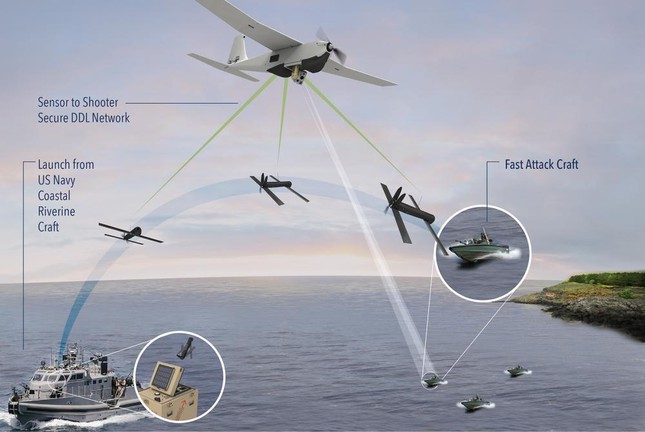 Sensor to Shooter
Secure DDL Network
Launch from
US Navy
Coastal
Riverine
Craft
Fast Attack Craft